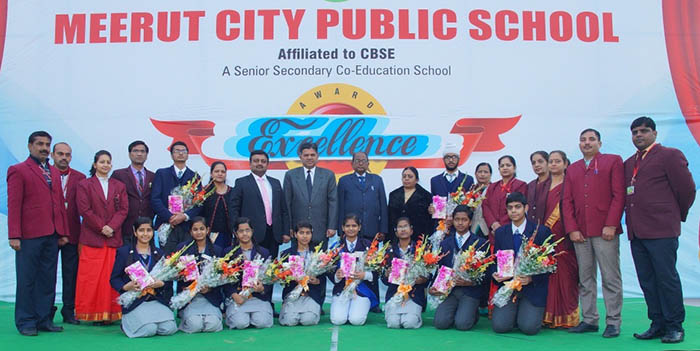 MEERUT CITY PUBLIC SCHOOL
Affiliated to CBSE
A Senior Secondary Co-Education School
AWARD
Excellence